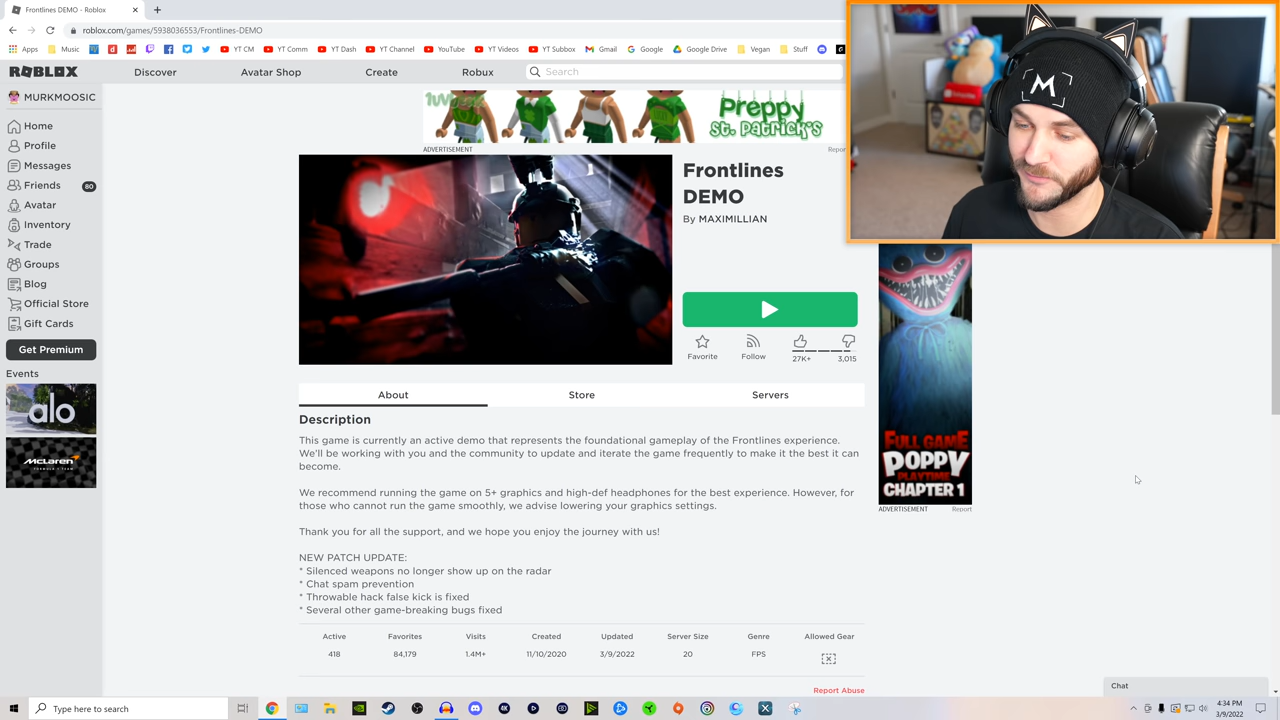 Frontlines DEMO - Roblox
roblox.com/games/5938036553/Frontlines-DEMO
Apps
Music
YT CM
YT Comm
YT Dash
YT Channel
YouTube
YT Videos
YT Subbox
Gmail
Google
Google Drive
Vegan
Stuff
ROBLOX
Discover
Avatar Shop
Create
Robux
Search
MURKMOOSIC
Home
Profile
Messages
Friends
80
Avatar
Inventory
Trade
Groups
Blog
Official Store
Gift Cards
Get Premium
Events
alo
McLaren
Preppy
St. Patrick's
ADVERTISEMENT
Repor
M
Frontlines
DEMO
By MAXIMILLIAN
Favorite
Follow
27K+
3,015
About
Store
Servers
Description
This game is currently an active demo that represents the foundational gameplay of the Frontlines experience.
We'll be working with you and the community to update and iterate the game frequently to make it the best it can
become.
We recommend running the game on 5+ graphics and high-def headphones for the best experience. However, for
those who cannot run the game smoothly, we advise lowering your graphics settings.
Thank you for all the support, and we hope you enjoy the journey with us!
NEW PATCH UPDATE:
* Silenced weapons no longer show up on the radar
* Chat spam prevention
* Throwable hack false kick is fixed
* Several other game-breaking bugs fixed
Active
Favorites
Visits
Created
Updated
Server Size
Genre
Allowed Gear
418
84,179
1.4M+
11/10/2020
3/9/2022
20
FPS
Report Abuse
FULL GAME
POPPY
PLAYTIME
CHAPTER 1
ADVERTISEMENT
Report
Chat
Type here to search
4:34 PM
3/9/2022